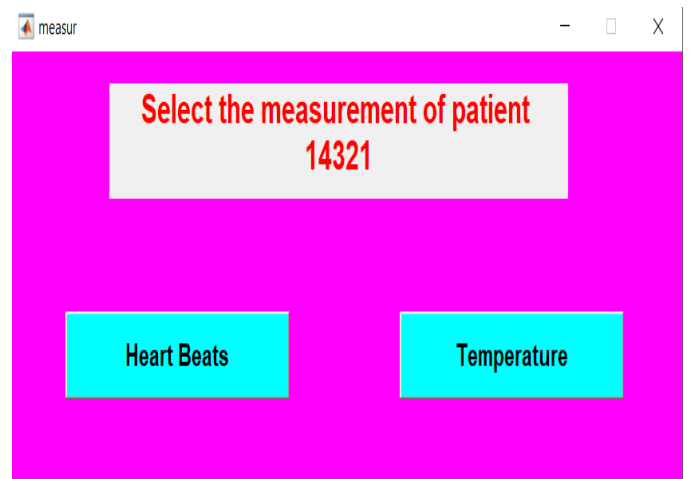 measur
Select the measurement of patient
14321
Heart Beats
Temperature